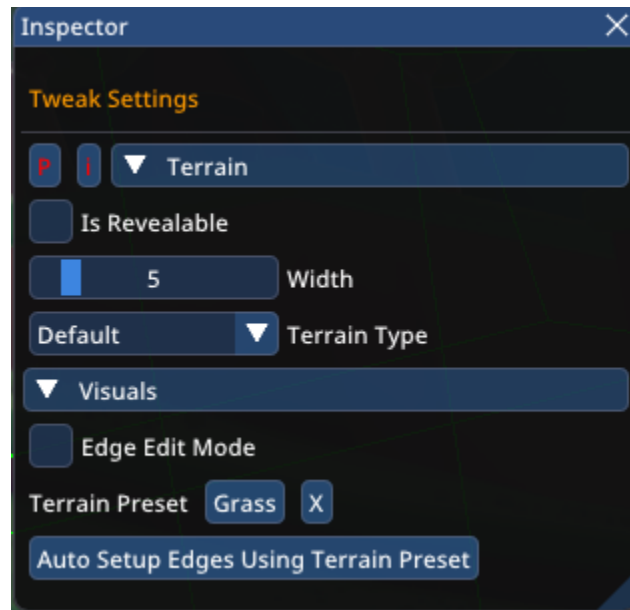 Inspector
Tweak Settings
P i Terrain
Is Revealable
5 Width
Default Terrain Type
Visuals
Edge Edit Mode
Terrain Preset Grass X
Auto Setup Edges Using Terrain Preset